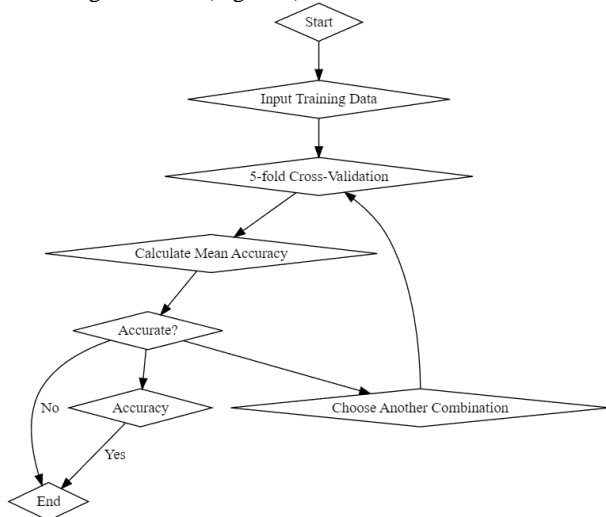 Start
Input Training Data
5-fold Cross-Validation
Calculate Mean Accuracy
Accurate?
No
Accuracy
Choose Another Combination
Yes
End